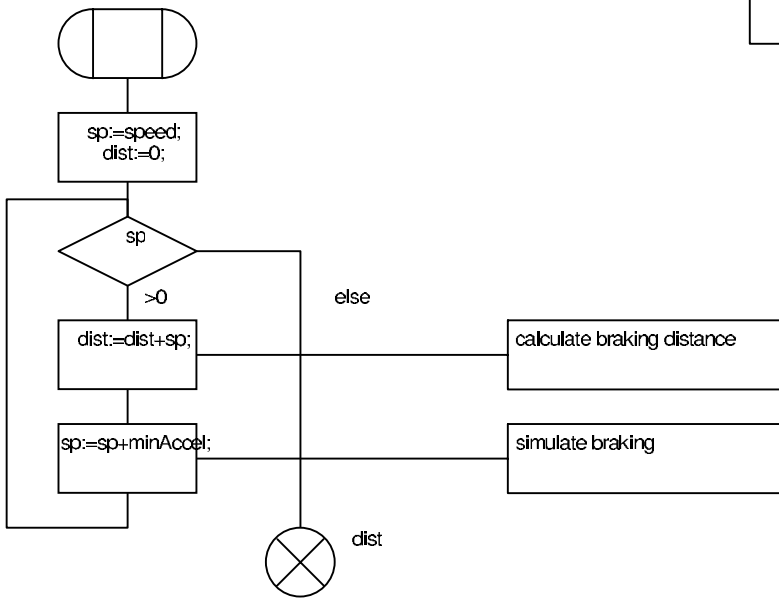 sp:=speed;
dist:=0;
sp
>0
else
dist:=dist+sp;
calculate braking distance
sp:=sp+minAccel;
simulate braking
dist